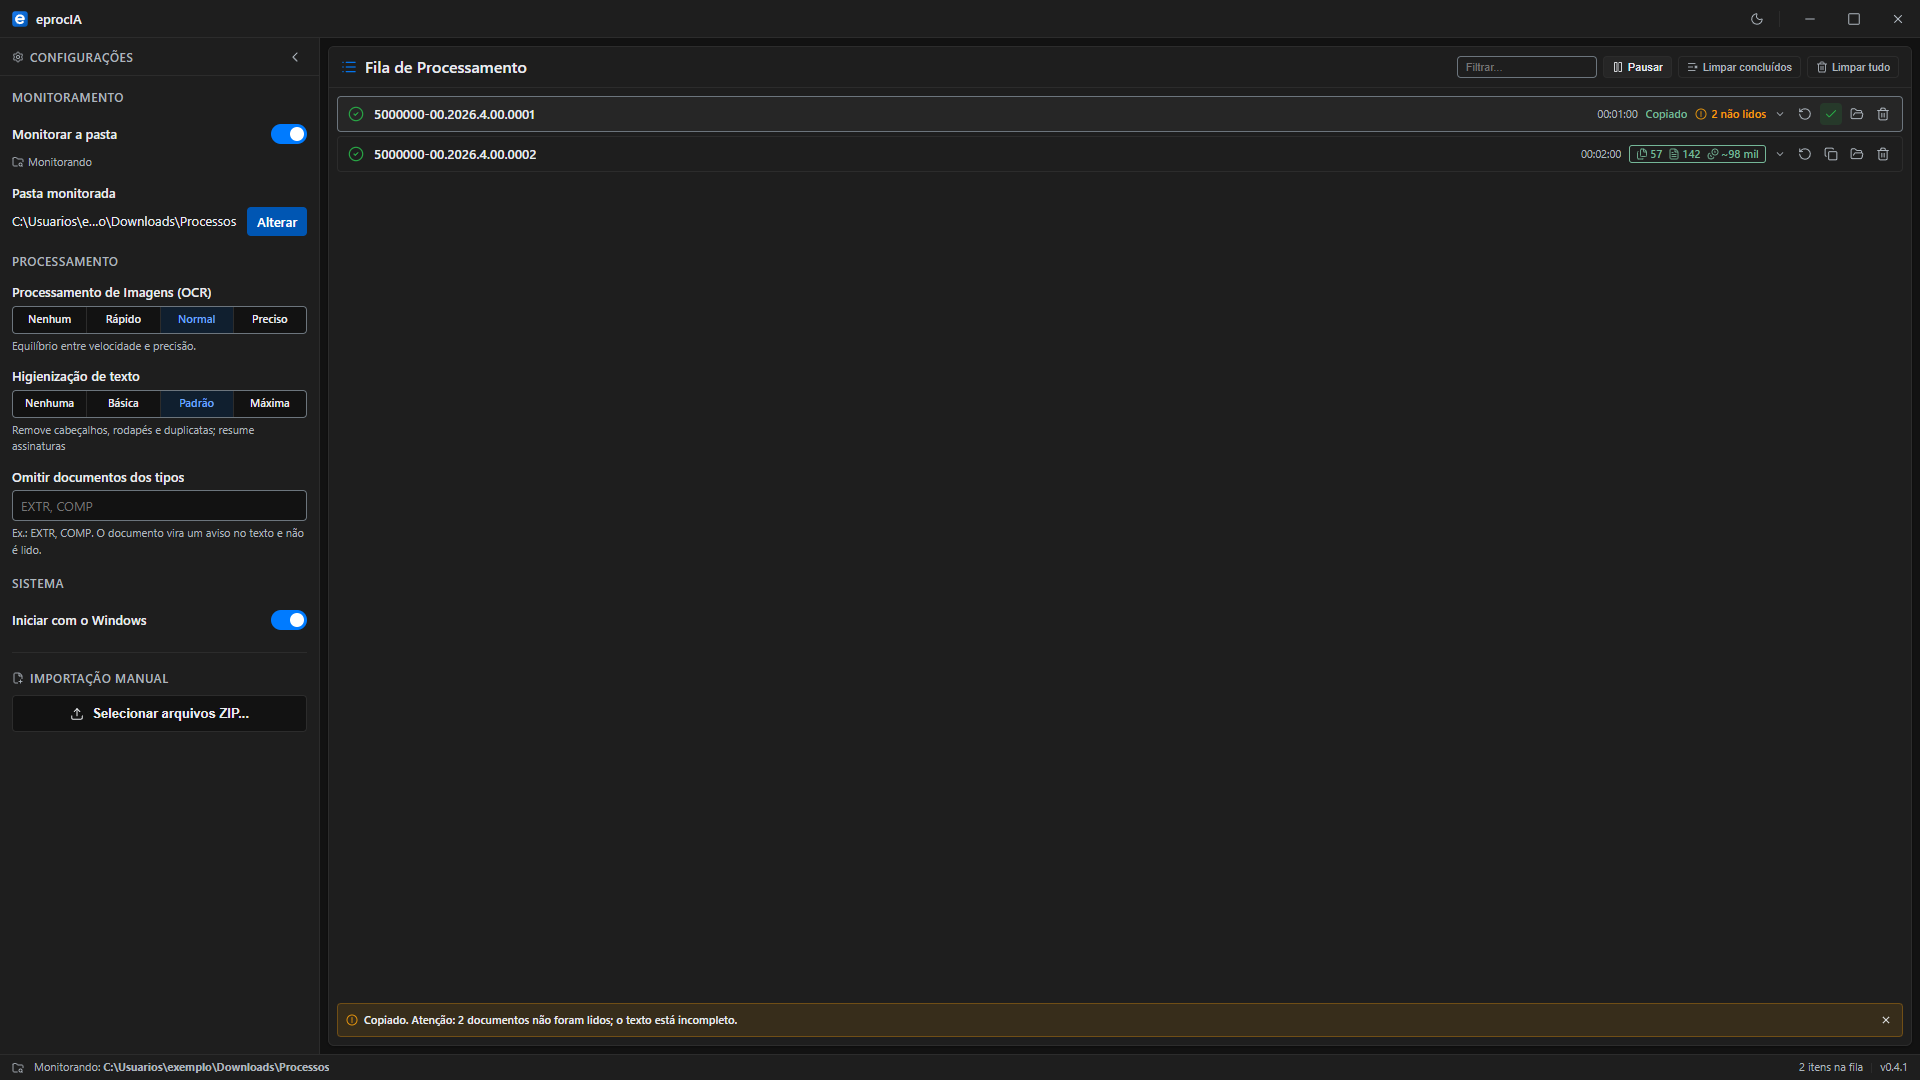 eprocIA
CONFIGURAÇÕES
MONITORAMENTO
Monitorar a pasta
Monitorando
Pasta monitorada
C:\Usuarios\e...o\Downloads\Processos
Alterar
PROCESSAMENTO
Processamento de Imagens (OCR)
Nenhum Rápido Normal Preciso
Equilíbrio entre velocidade e precisão.
Higienização de texto
Nenhuma Básica Padrão Máxima
Remove cabeçalhos, rodapés e duplicatas; resume
assinaturas
Omitir documentos dos tipos
EXTR, COMP
Ex.: EXTR, COMP. O documento vira um aviso no texto e não
é lido.
SISTEMA
Iniciar com o Windows
IMPORTAÇÃO MANUAL
Selecionar arquivos ZIP...
Fila de Processamento
Filtrar... Pausar Limpar concluídos Limpar tudo
5000000-00.2026.4.00.0001 00:01:00 Copiado 2 não lidos
5000000-00.2026.4.00.0002 00:02:00 57 142 ~98 mil
Copiado. Atenção: 2 documentos não foram lidos; o texto está incompleto.
Monitorando: C:\Usuarios\exemplo\Downloads\Processos
2 itens na fila v0.4.1